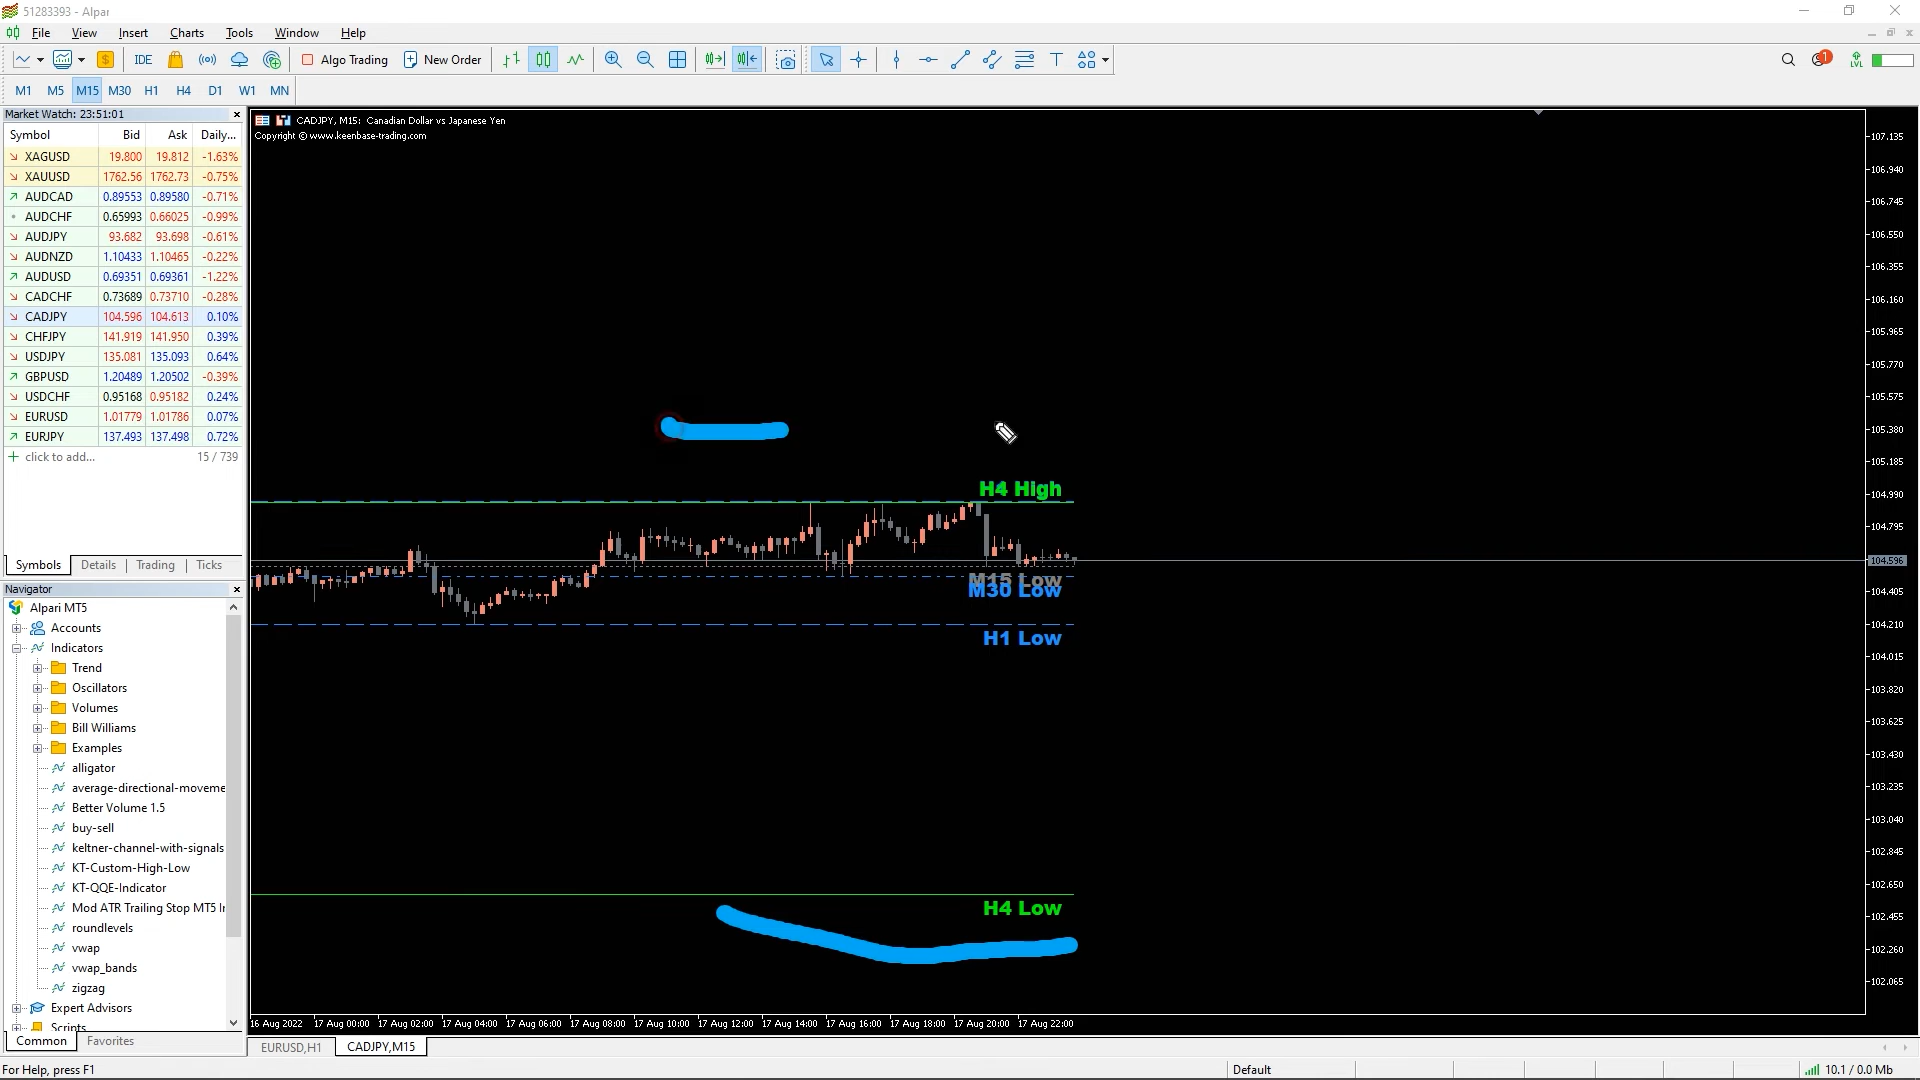 51283393 - Alpar
File View Insert Charts Tools Window Help
IDE Algo Trading New Order 1 LVL
M1 M5 M15 M30 H1 H4 D1 W1 MN
Market Watch: 23:51:01
Symbol Bid Ask Daily...
XAGUSD 19.800 19.812 -1.63%
XAUUSD 1762.56 1762.73 -0.75%
AUDCAD 0.89553 0.89580 -0.71%
AUDCHF 0.65993 0.66025 -0.99%
AUDJPY 93.682 93.698 -0.61%
AUDNZD 1.10433 1.10465 -0.22%
AUDUSD 0.69351 0.69361 -1.22%
CADCHF 0.73689 0.73710 -0.28%
CADJPY 104.596 104.613 0.10%
CHFJPY 141.919 141.950 0.39%
USDJPY 135.081 135.093 0.64%
GBPUSD 1.20489 1.20502 -0.39%
USDCHF 0.95168 0.95182 0.24%
EURUSD 1.01779 1.01786 0.07%
EURJPY 137.493 137.498 0.72%
click to add... 15 / 739
Symbols Details Trading Ticks
Navigator
Alpari MT5
Accounts
Indicators
Trend
Oscillators
Volumes
Bill Williams
Examples
alligator
average-directional-moveme
Better Volume 1.5
buy-sell
keltner-channel-with-signals
KT-Custom-High-Low
KT-QQE-Indicator
Mod ATR Trailing Stop MT5 I
roundlevels
vwap
vwap_bands
zigzag
Expert Advisors
Scripts
Common Favorites
CADJPY, M15: Canadian Dollar vs Japanese Yen
Copyright © www.keenbase-trading.com
H4 High
M15 Low
M30 Low
H1 Low
H4 Low
107.135
106.940
106.745
106.550
106.355
106.160
105.965
105.770
105.575
105.380
105.185
104.990
104.795
104.596
104.405
104.210
104.015
103.820
103.625
103.430
103.235
103.040
102.845
102.650
102.455
102.260
102.065
16 Aug 2022 17 Aug 00:00 17 Aug 02:00 17 Aug 04:00 17 Aug 06:00 17 Aug 08:00 17 Aug 10:00 17 Aug 12:00 17 Aug 14:00 17 Aug 16:00 17 Aug 18:00 17 Aug 20:00 17 Aug 22:00
EURUSD,H1 CADJPY,M15
For Help, press F1 Default 10.1 / 0.0 Mb